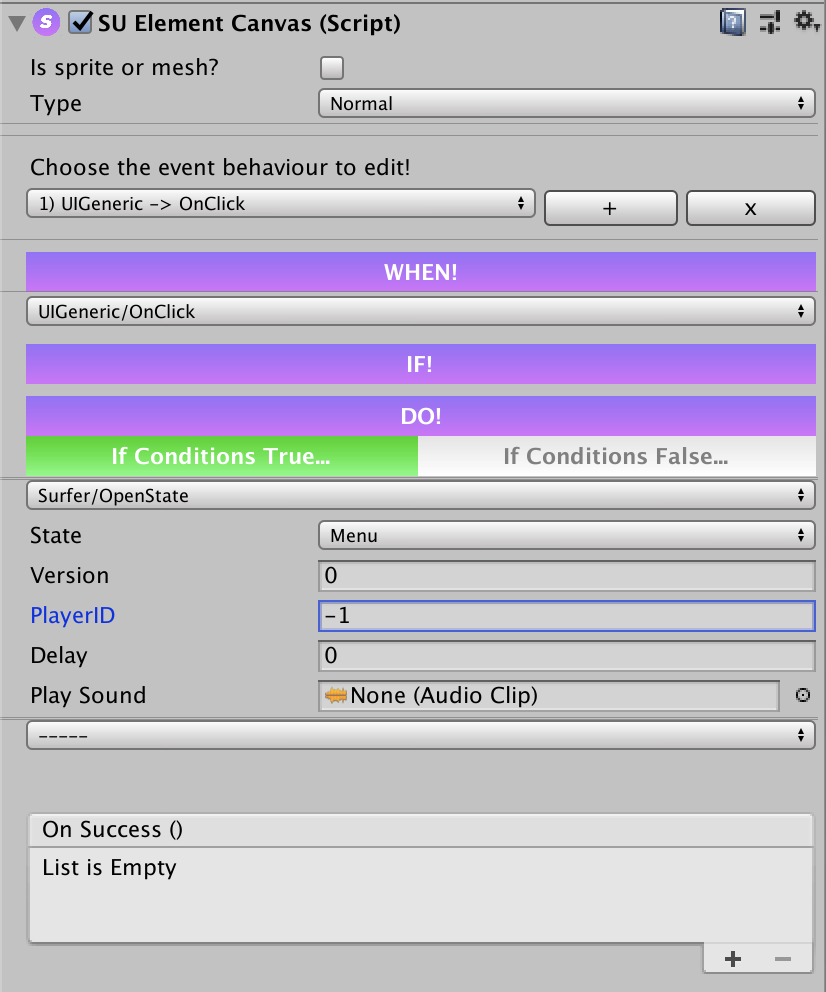 SU Element Canvas (Script)
Is sprite or mesh?
Type Normal
Choose the event behaviour to edit!
1) UIGeneric -> OnClick + x
WHEN!
UIGeneric/OnClick
IF!
DO!
If Conditions True... If Conditions False...
Surfer/OpenState
State Menu
Version 0
PlayerID -1
Delay 0
Play Sound None (Audio Clip)
-----
On Success ()
List is Empty